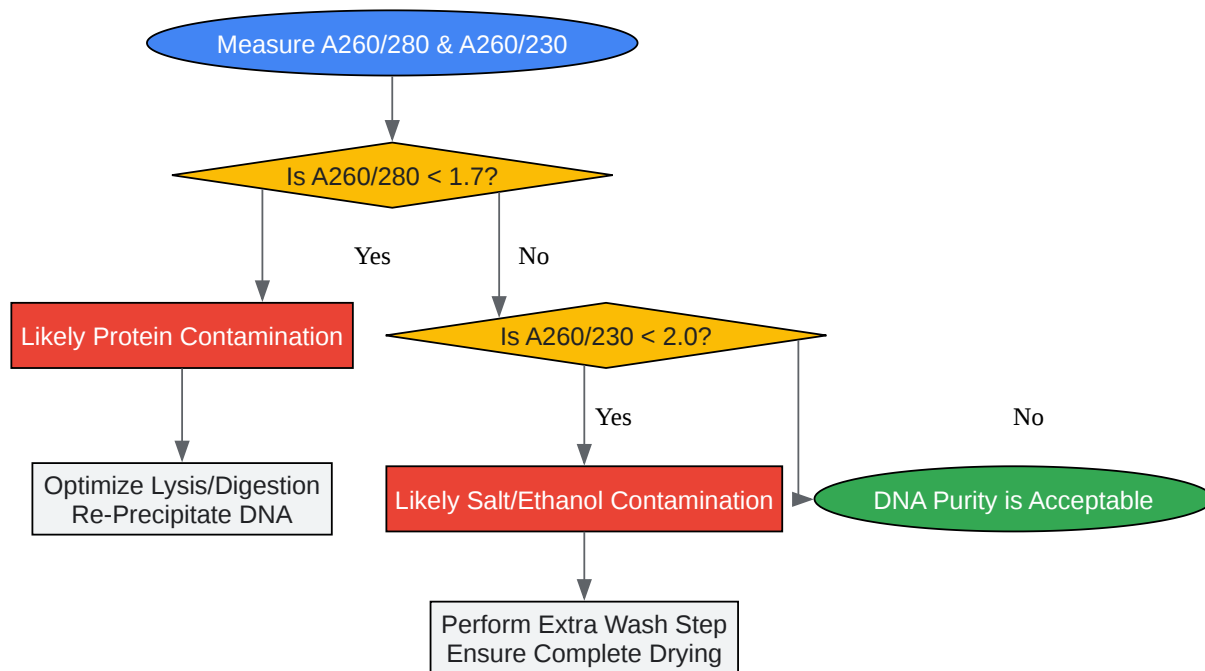 Measure A260/280 & A260/230
Is A260/280 < 1.7?
Yes
No
Likely Protein Contamination
Is A260/230 < 2.0?
Yes
No
Optimize Lysis/Digestion
Re-Precipitate DNA
Likely Salt/Ethanol Contamination
DNA Purity is Acceptable
Perform Extra Wash Step
Ensure Complete Drying